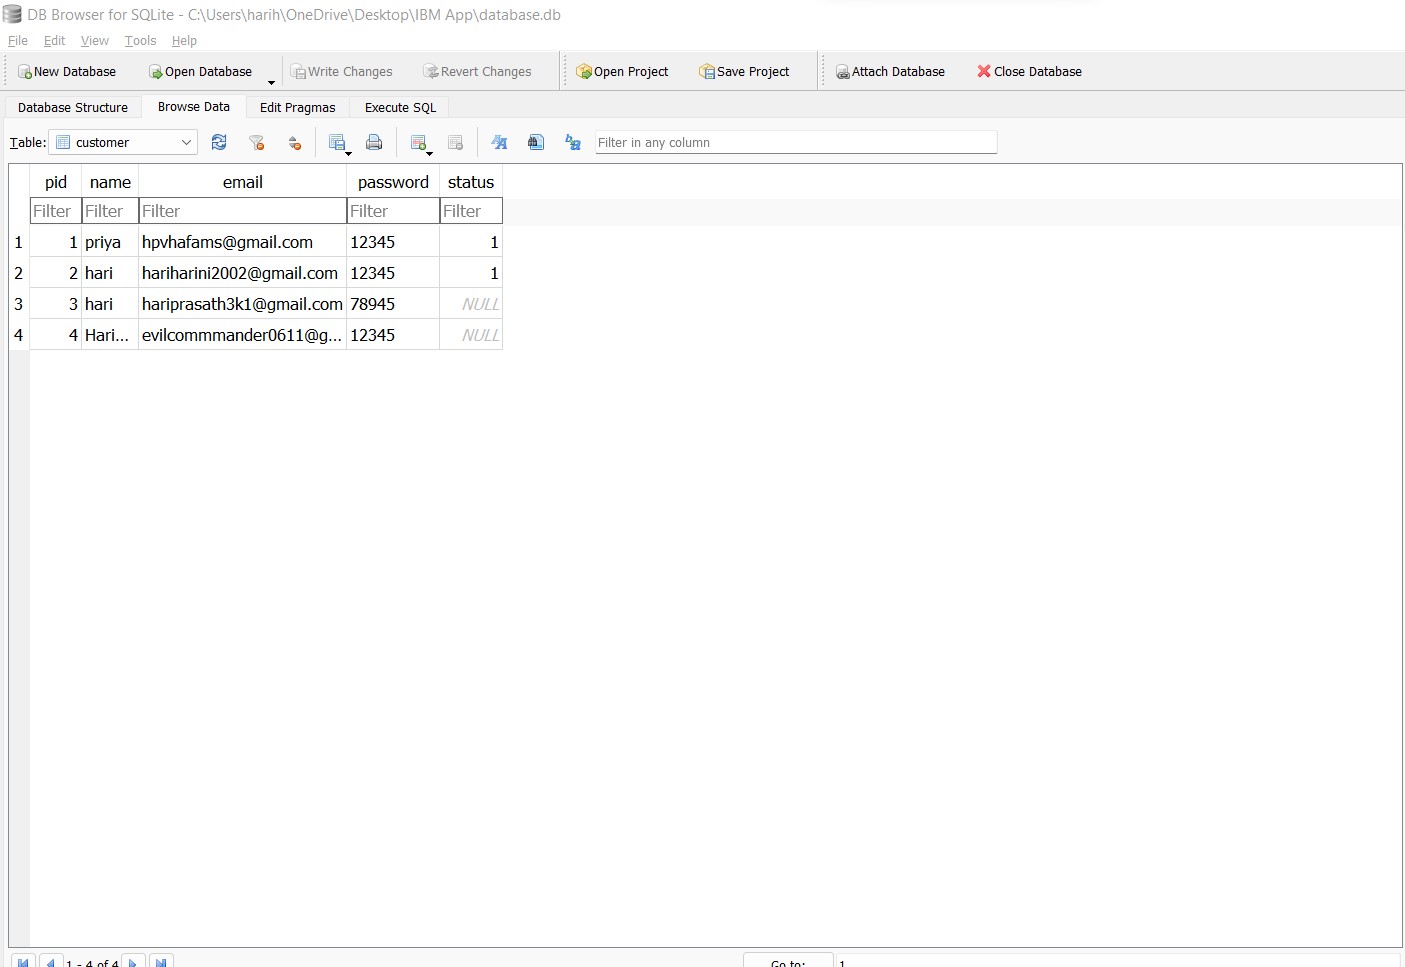 DB Browser for SQLite - C:\Users\harih\OneDrive\Desktop\IBM App\database.db
File Edit View Tools Help
New Database Open Database Write Changes Revert Changes Open Project Save Project Attach Database Close Database
Database Structure Browse Data Edit Pragmas Execute SQL
Table: customer Filter in any column
pid name email password status
Filter Filter Filter Filter Filter
1 1 priya hpvhafams@gmail.com 12345 1
2 2 hari hariharini2002@gmail.com 12345 1
3 3 hari hariprasath3k1@gmail.com 78945 NULL
4 4 Hari... evilcommmander0611@g... 12345 NULL
1 - 4 of 4 Go to: 1